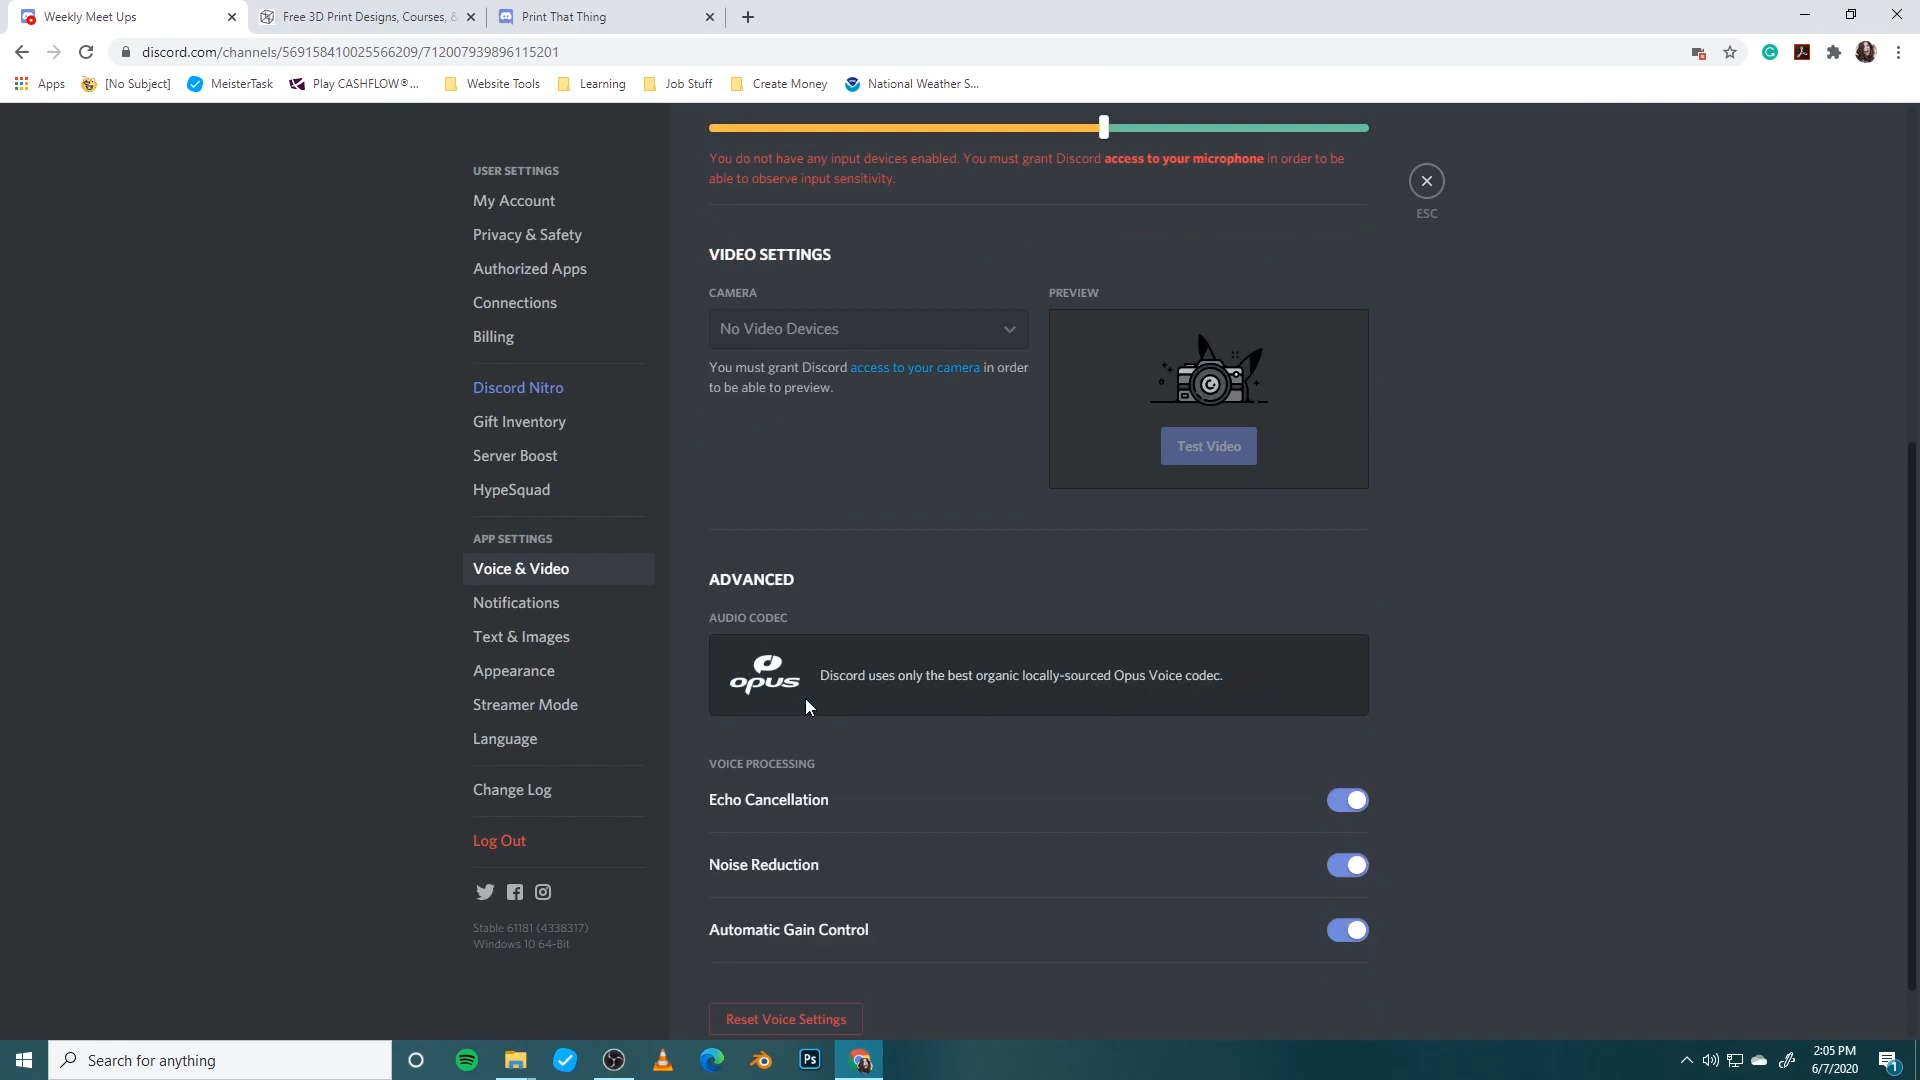 Weekly Meet Ups
Free 3D Print Designs, Courses, &
Print That Thing
discord.com/channels/569158410025566209/712007939896115201
Apps
[No Subject]
MeisterTask
Play CASHFLOW®...
Website Tools
Learning
Job Stuff
Create Money
National Weather S...
USER SETTINGS
My Account
Privacy & Safety
Authorized Apps
Connections
Billing
Discord Nitro
Gift Inventory
Server Boost
HypeSquad
APP SETTINGS
Voice & Video
Notifications
Text & Images
Appearance
Streamer Mode
Language
Change Log
Log Out
Stable 61181 (4338317)
Windows 10 64-Bit
You do not have any input devices enabled. You must grant Discord access to your microphone in order to be
able to observe input sensitivity.
VIDEO SETTINGS
CAMERA
No Video Devices
You must grant Discord access to your camera in order
to be able to preview.
PREVIEW
Test Video
ADVANCED
AUDIO CODEC
opus
Discord uses only the best organic locally-sourced Opus Voice codec.
VOICE PROCESSING
Echo Cancellation
Noise Reduction
Automatic Gain Control
Reset Voice Settings
ESC
Search for anything
Ps
2:05 PM
6/7/2020
1